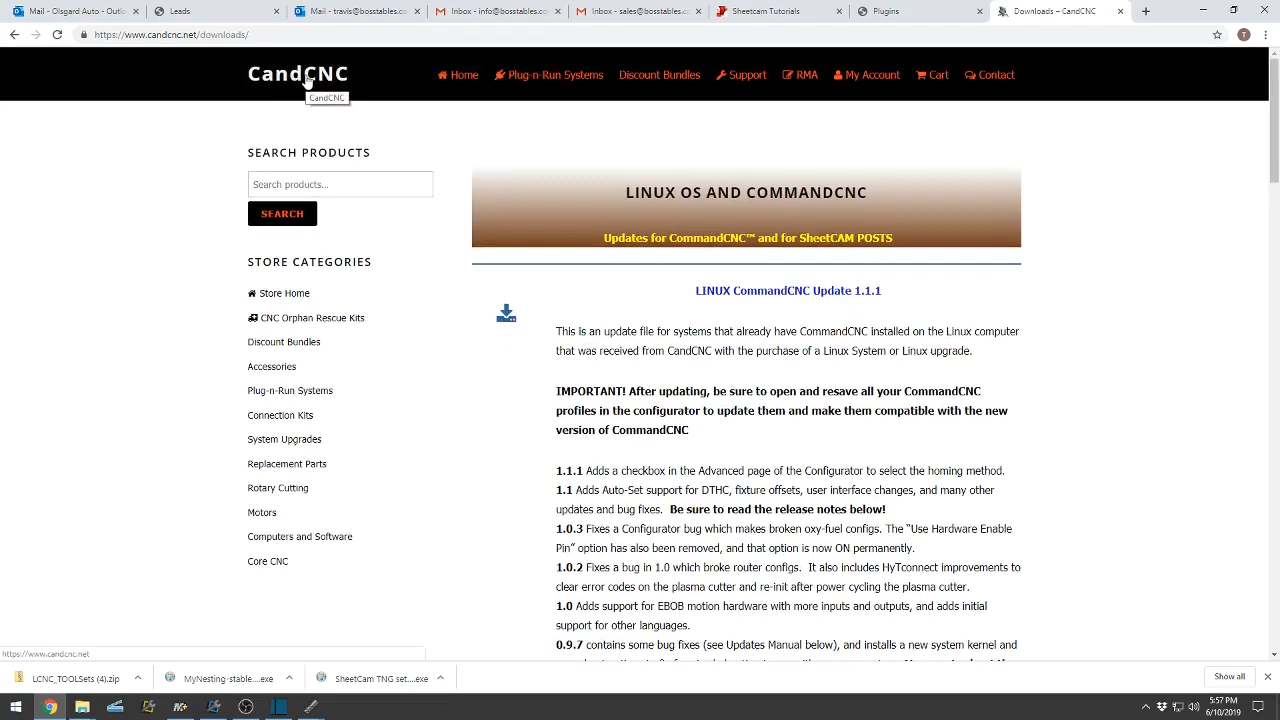 Mail - Olsgard Outlook
Leads
Mail - travis@bosstables.co
Inbox - info@bosstables.co
Inbox - sales@bosstables.co
Sheetcam Tutorials
Plugins
Downloads – CandCNC
https://www.candcnc.net/downloads/
T
CandCNC
Home
Plug-n-Run Systems
Discount Bundles
Support
RMA
My Account
Cart
Contact
CandCNC
SEARCH PRODUCTS
Search products...
SEARCH
STORE CATEGORIES
Store Home
CNC Orphan Rescue Kits
Discount Bundles
Accessories
Plug-n-Run Systems
Connection Kits
System Upgrades
Replacement Parts
Rotary Cutting
Motors
Computers and Software
Core CNC
LINUX OS AND COMMANDCNC
Updates for CommandCNC™ and for SheetCAM POSTS
LINUX CommandCNC Update 1.1.1
This is an update file for systems that already have CommandCNC installed on the Linux computer
that was received from CandCNC with the purchase of a Linux System or Linux upgrade.
IMPORTANT! After updating, be sure to open and resave all your CommandCNC
profiles in the configurator to update them and make them compatible with the new
version of CommandCNC
1.1.1 Adds a checkbox in the Advanced page of the Configurator to select the homing method.
1.1 Adds Auto-Set support for DTHC, fixture offsets, user interface changes, and many other
updates and bug fixes. Be sure to read the release notes below!
1.0.3 Fixes a Configurator bug which makes broken oxy-fuel configs. The “Use Hardware Enable
Pin” option has also been removed, and that option is now ON permanently.
1.0.2 Fixes a bug in 1.0 which broke router configs. It also includes HyTconnect improvements to
clear error codes on the plasma cutter and re-init after power cycling the plasma cutter.
1.0 Adds support for EBOB motion hardware with more inputs and outputs, and adds initial
support for other languages.
0.9.7 contains some bug fixes (see Updates Manual below), and installs a new system kernel and
https://www.candcnc.net
LCNC_TOOLSets (4).zip
MyNesting-stable....exe
SheetCam TNG set....exe
Show all
5:57 PM
6/10/2019